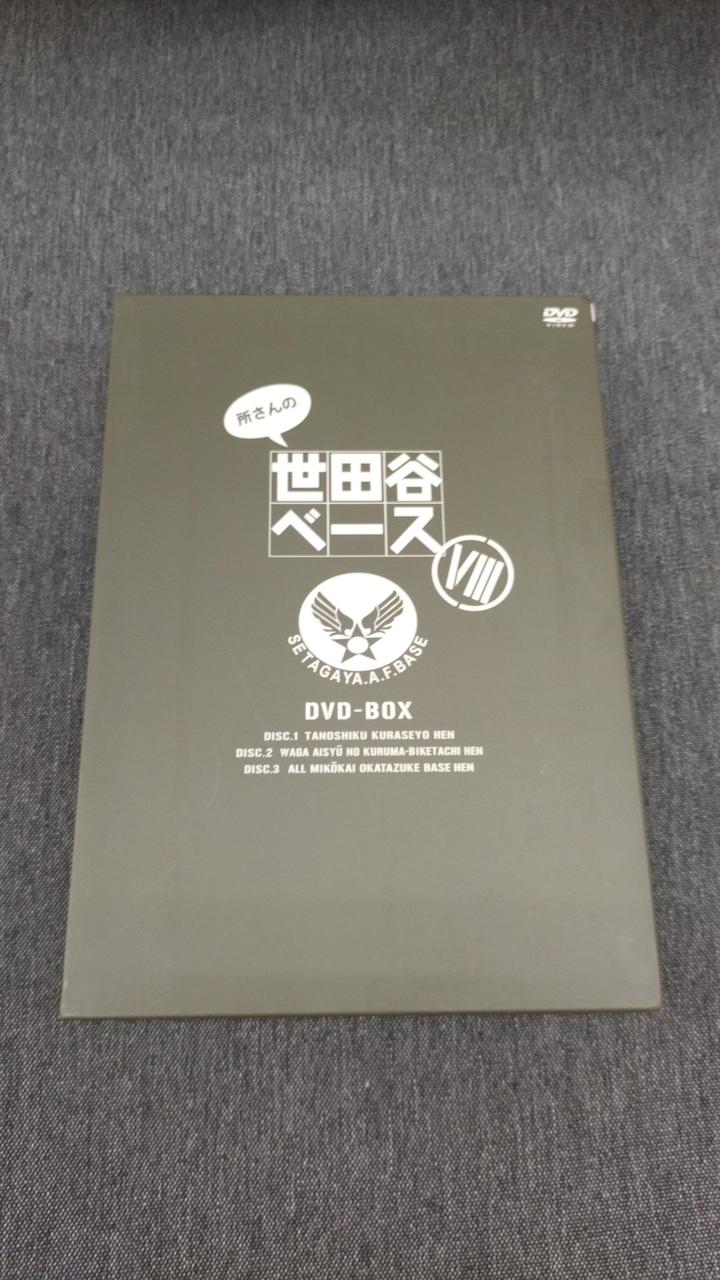 DVD
VIDEO
所さんの
世田谷
ベース
VIII
SETAGAYA.A.F.BASE
DVD-BOX
DISC.1 TANOSHIKU KURASEYO HEN
DISC.2 WAGA AISYŪ NO KURUMA-BIKETACHI HEN
DISC.3 ALL MIKŌKAI OKATAZUKE BASE HEN